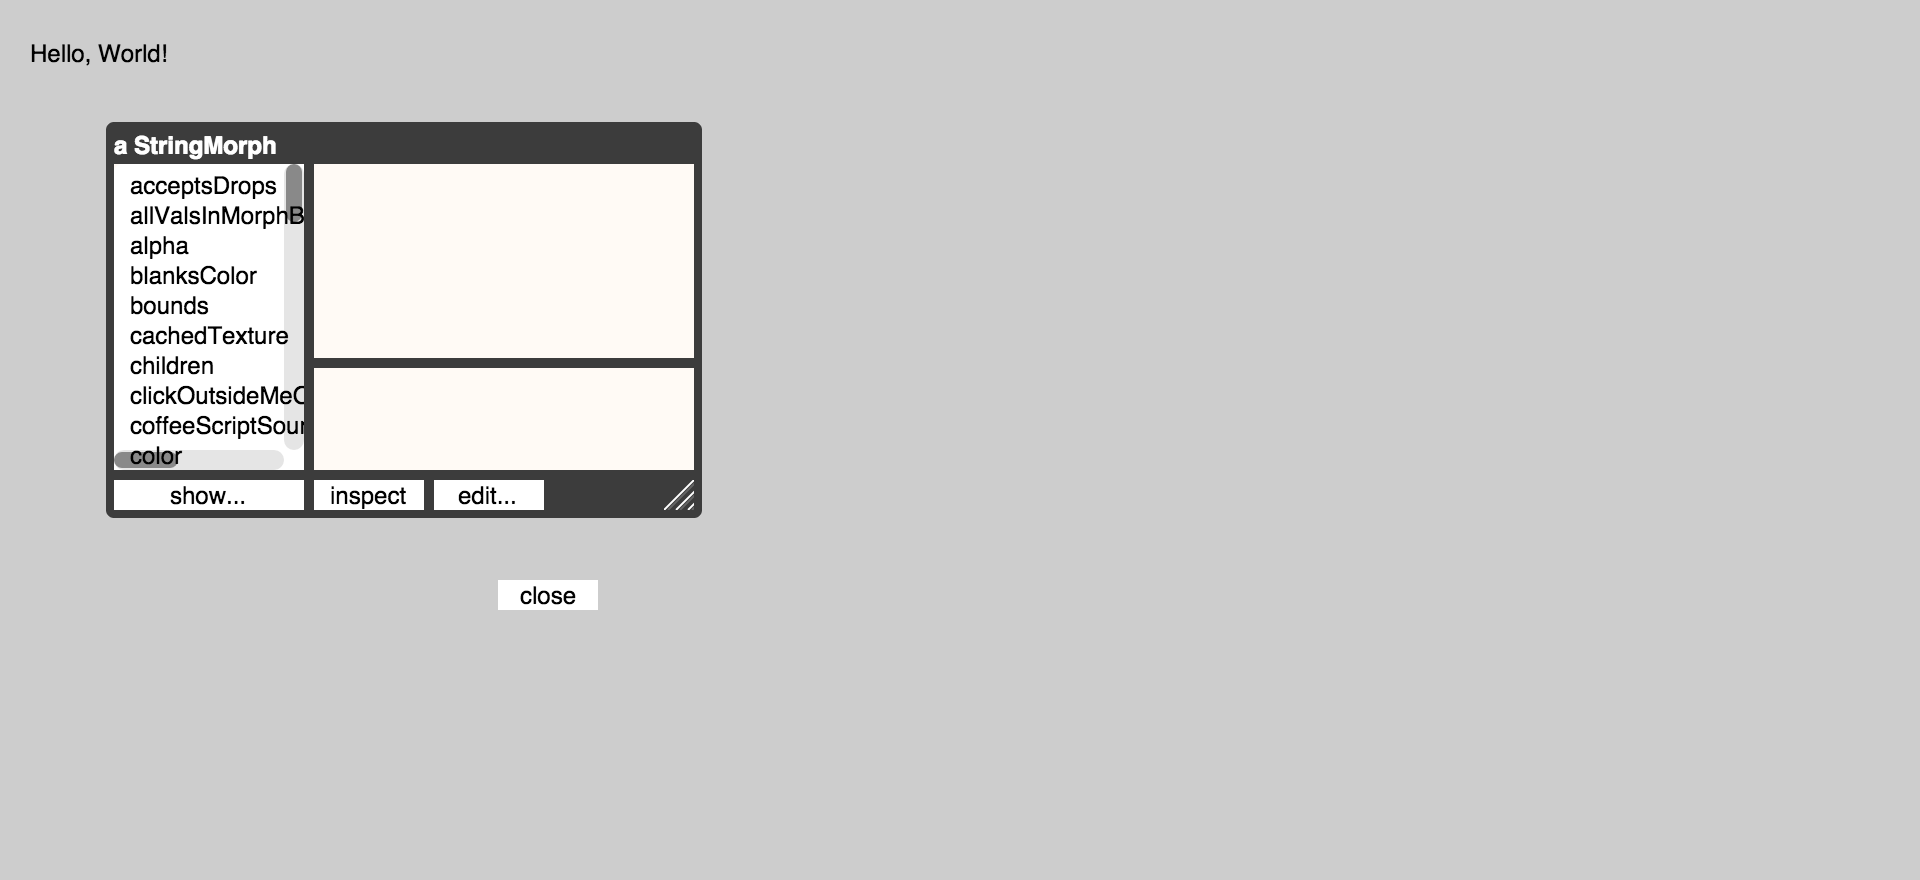 Hello, World!
a StringMorph
acceptsDrops
allValsInMorphB
alpha
blanksColor
bounds
cachedTexture
children
clickOutsideMeC
coffeeScriptSour
color
show...
inspect
edit...
close